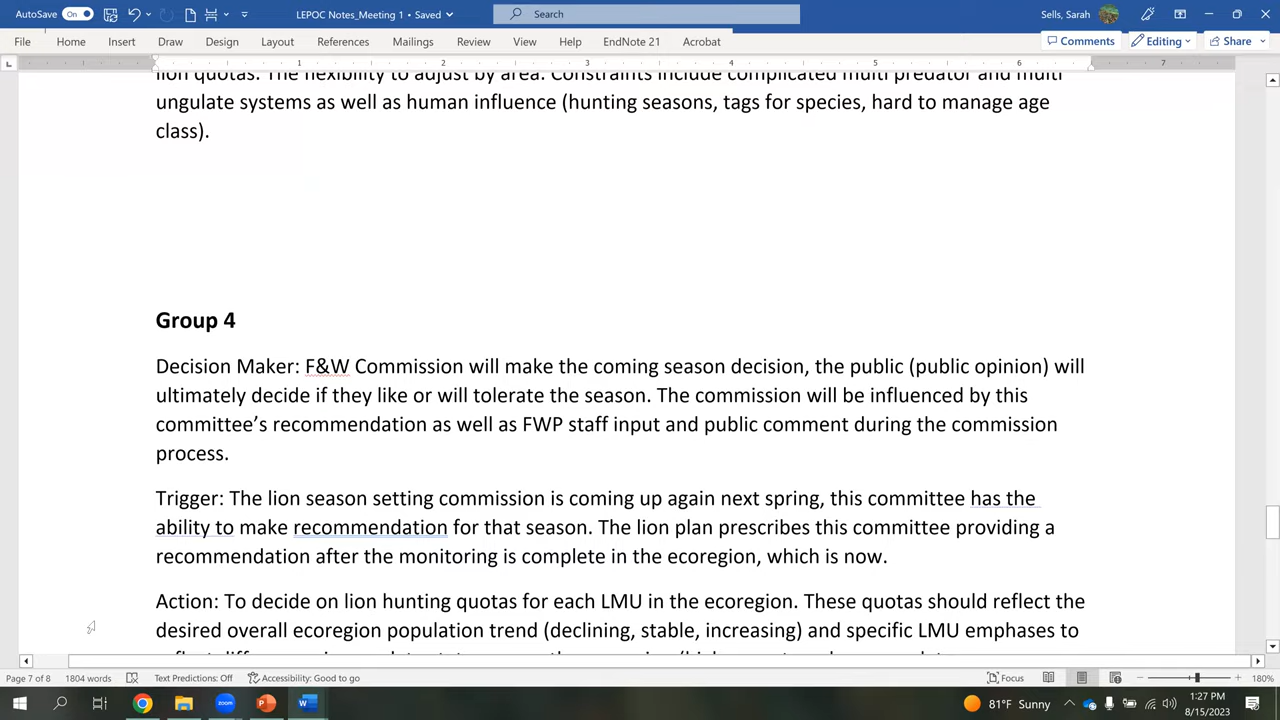 AutoSave On LEPOC Notes_Meeting 1 • Saved Search Sells, Sarah
File Home Insert Draw Design Layout References Mailings Review View Help EndNote 21 Acrobat Comments Editing Share
1 2 3 4 5 6 7
lion quotas. The flexibility to adjust by area. Constraints include complicated multi predator and multi
ungulate systems as well as human influence (hunting seasons, tags for species, hard to manage age
class).
Group 4
Decision Maker: F&W Commission will make the coming season decision, the public (public opinion) will
ultimately decide if they like or will tolerate the season. The commission will be influenced by this
committee’s recommendation as well as FWP staff input and public comment during the commission
process.
Trigger: The lion season setting commission is coming up again next spring, this committee has the
ability to make recommendation for that season. The lion plan prescribes this committee providing a
recommendation after the monitoring is complete in the ecoregion, which is now.
Action: To decide on lion hunting quotas for each LMU in the ecoregion. These quotas should reflect the
desired overall ecoregion population trend (declining, stable, increasing) and specific LMU emphases to
Page 7 of 8 1804 words Text Predictions: Off Accessibility: Good to go Focus 180%
zoom 81°F Sunny 1:27 PM
8/15/2023